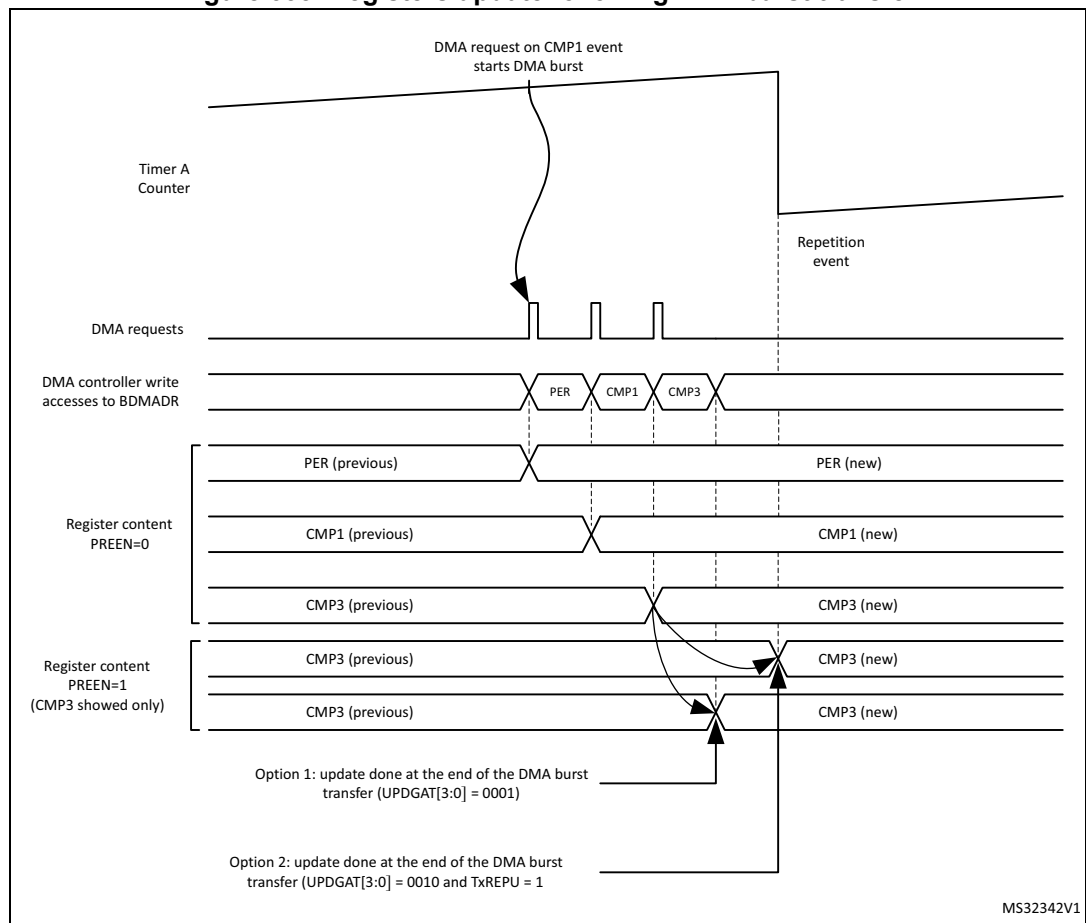 DMA request on CMP1 event
starts DMA burst
Timer A
Counter
Repetition
event
DMA requests
DMA controller write
accesses to BDMADR
PER
CMP1
CMP3
PER (previous)
PER (new)
Register content
PREEN=0
CMP1 (previous)
CMP1 (new)
CMP3 (previous)
CMP3 (new)
Register content
PREEN=1
(CMP3 showed only)
CMP3 (previous)
CMP3 (new)
CMP3 (previous)
CMP3 (new)
Option 1: update done at the end of the DMA burst
transfer (UPDGAT[3:0] = 0001)
Option 2: update done at the end of the DMA burst
transfer (UPDGAT[3:0] = 0010 and TxREPU = 1
MS32342V1